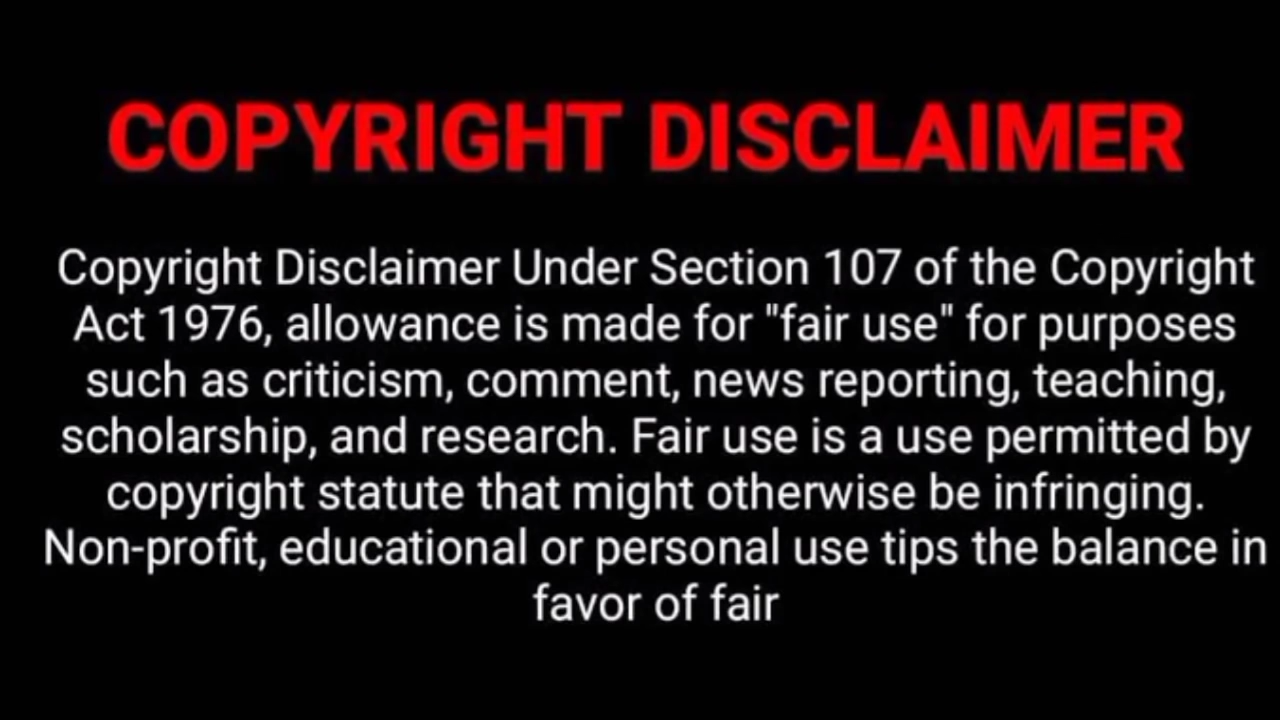 COPYRIGHT DISCLAIMER
Copyright Disclaimer Under Section 107 of the Copyright
Act 1976, allowance is made for "fair use" for purposes
such as criticism, comment, news reporting, teaching,
scholarship, and research. Fair use is a use permitted by
copyright statute that might otherwise be infringing.
Non-profit, educational or personal use tips the balance in
favor of fair